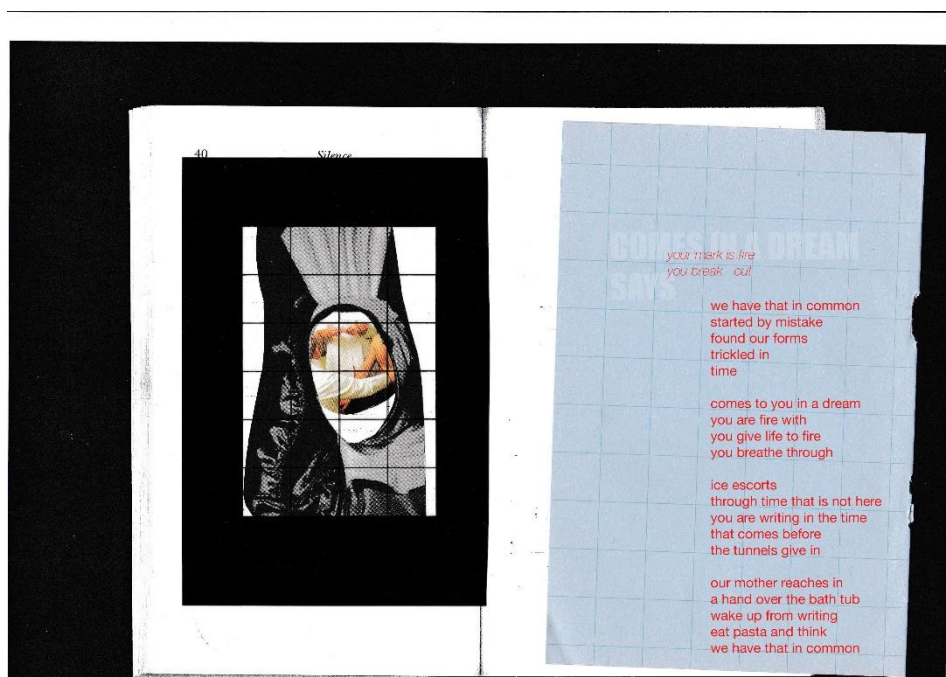 40 Silence
COMES IN A DREAM
SAYS
your mark is fire
you break out
we have that in common
started by mistake
found our forms
trickled in
time
comes to you in a dream
you are fire with
you give life to fire
you breathe through
ice escorts
through time that is not here
you are writing in the time
that comes before
the tunnels give in
our mother reaches in
a hand over the bath tub
wake up from writing
eat pasta and think
we have that in common